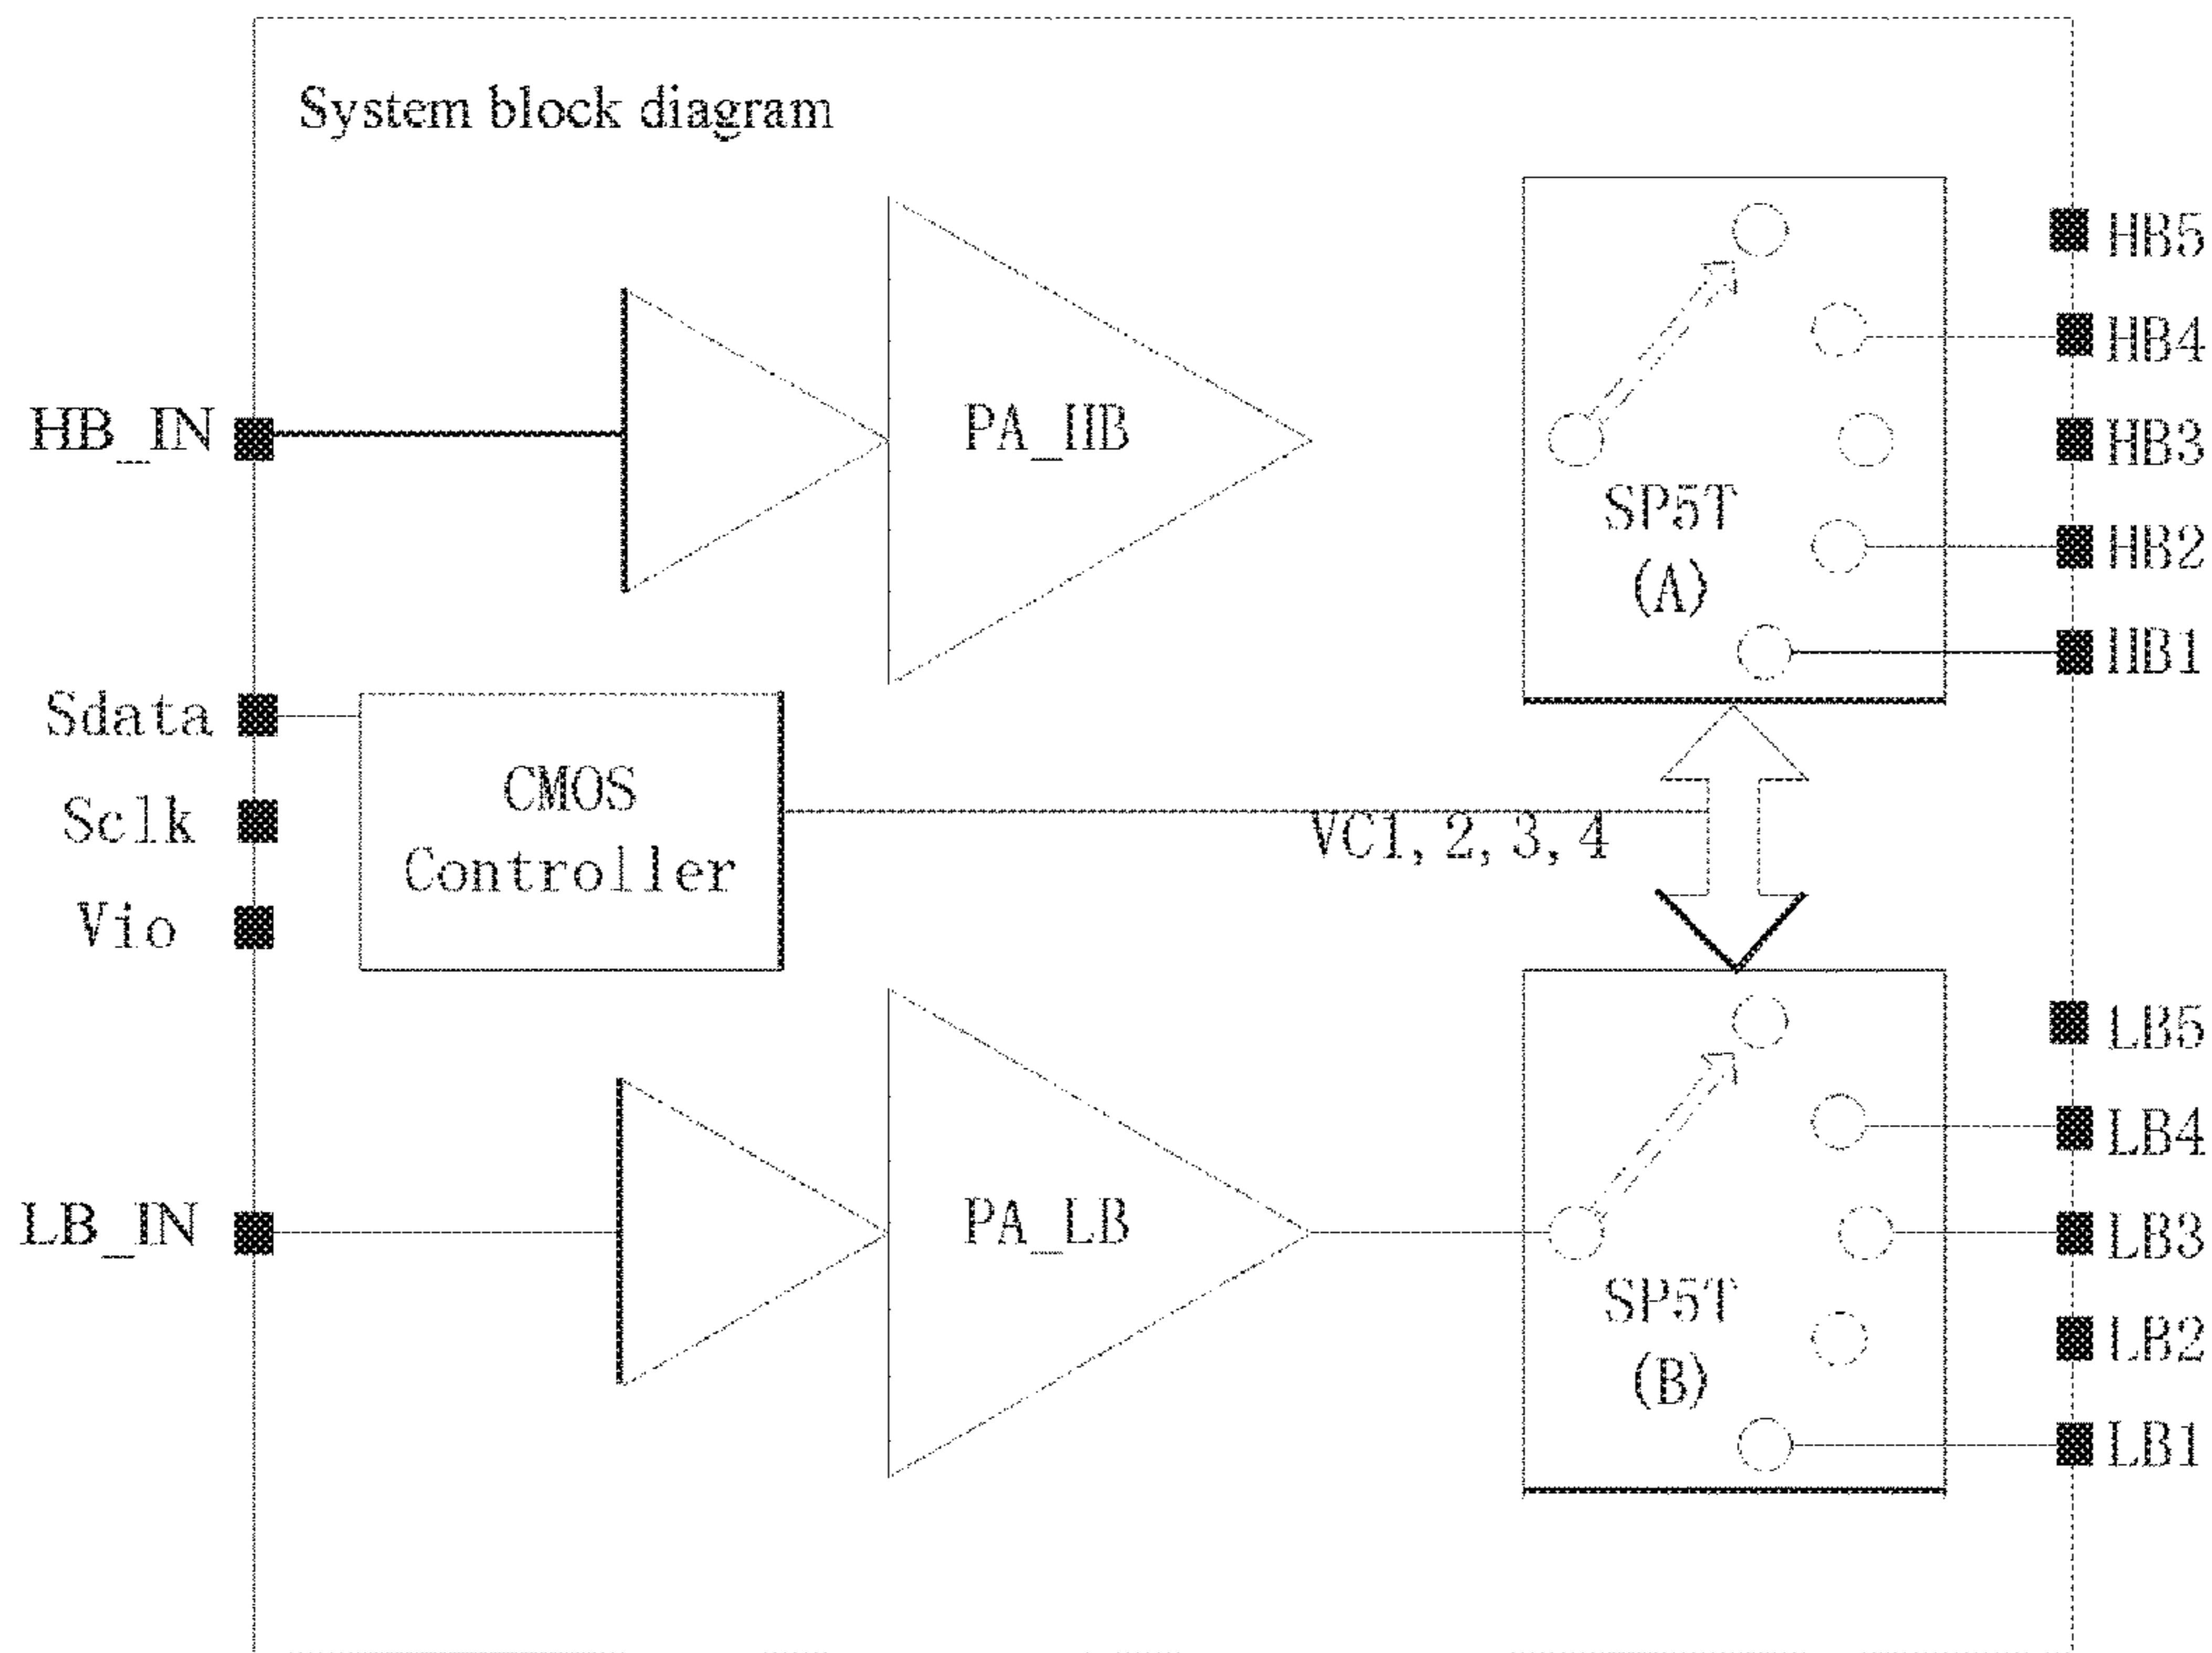 System block diagram
HB5
HB4
HB_IN
PA_HB
HB3
SP5T
(A)
HB2
HB1
Sdata
CMOS
Controller
Sclk
VC1, 2, 3, 4
Vio
LB5
LB4
LB_IN
PA_LB
LB3
SP5T
(B)
LB2
LB1